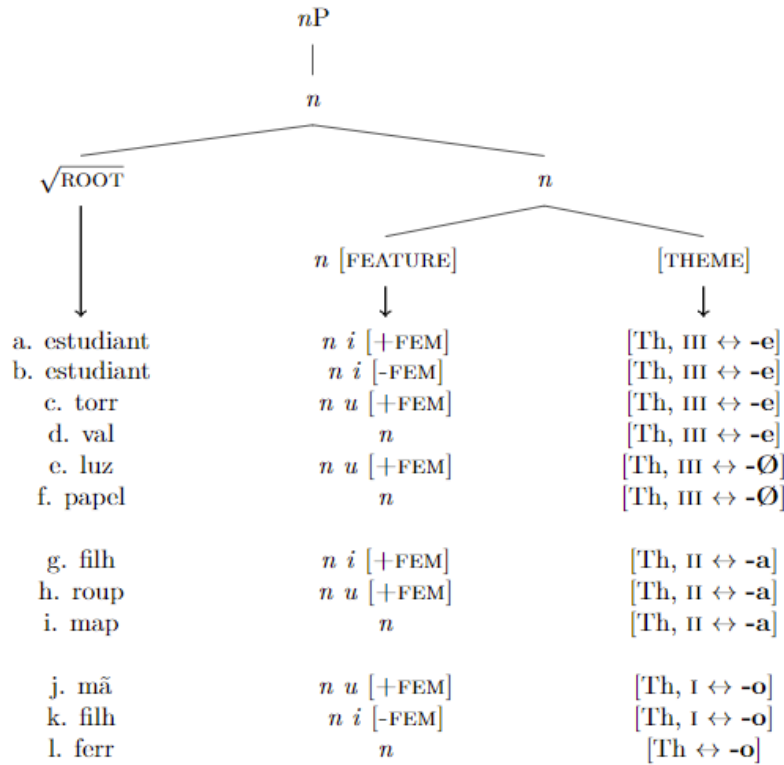 nP
n
√ROOT n
n [FEATURE] [THEME]
a. estudiant n i [+FEM] [Th, III ↔ -e]
b. estudiant n i [-FEM] [Th, III ↔ -e]
c. torr n u [+FEM] [Th, III ↔ -e]
d. val n [Th, III ↔ -e]
e. luz n u [+FEM] [Th, III ↔ -Ø]
f. papel n [Th, III ↔ -Ø]
g. filh n i [+FEM] [Th, II ↔ -a]
h. roup n u [+FEM] [Th, II ↔ -a]
i. map n [Th, II ↔ -a]
j. mã n u [+FEM] [Th, I ↔ -o]
k. filh n i [-FEM] [Th, I ↔ -o]
l. ferr n [Th ↔ -o]